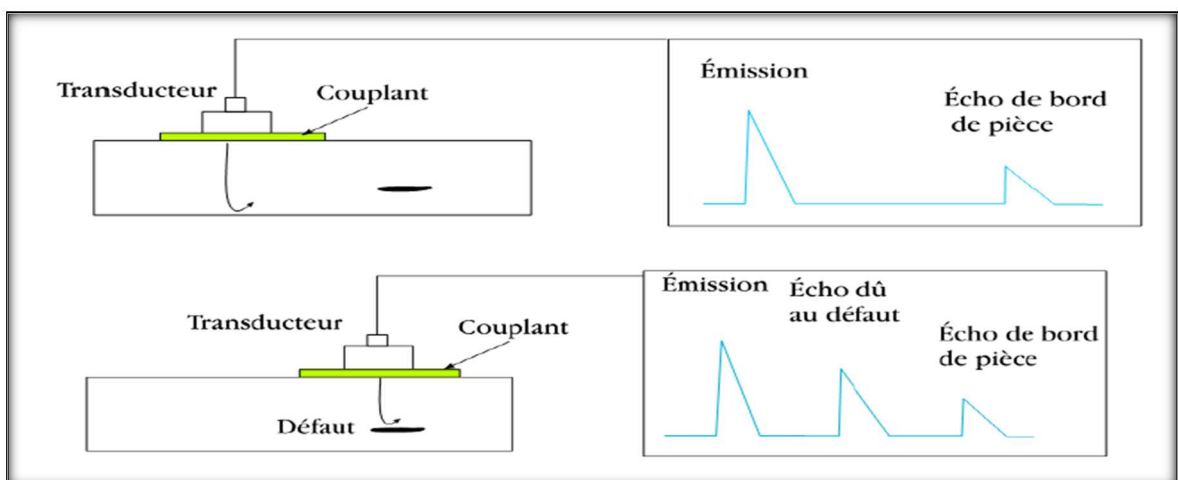 Émission
Transducteur
Couplant
Écho de bord
de pièce
Émission
Écho dû
au défaut
Transducteur
Couplant
Écho de bord
de pièce
Défaut